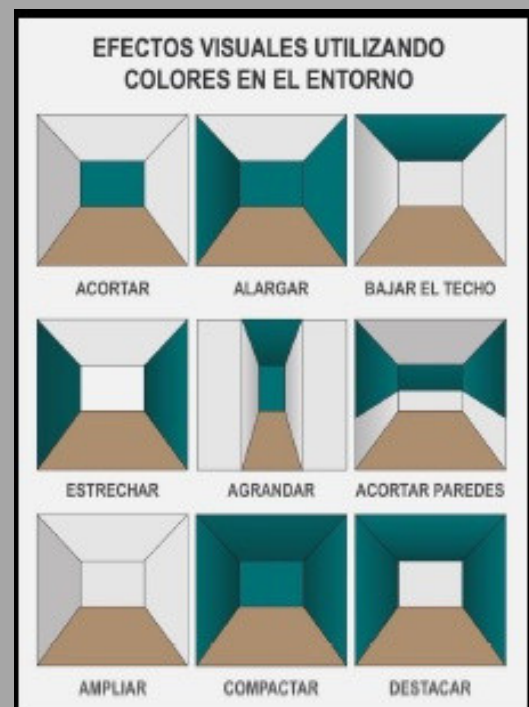 EFECTOS VISUALES UTILIZANDO
COLORES EN EL ENTORNO
ACORTAR
ALARGAR
BAJAR EL TECHO
ESTRECHAR
AGRANDAR
ACORTAR PAREDES
AMPLIAR
COMPACTAR
DESTACAR